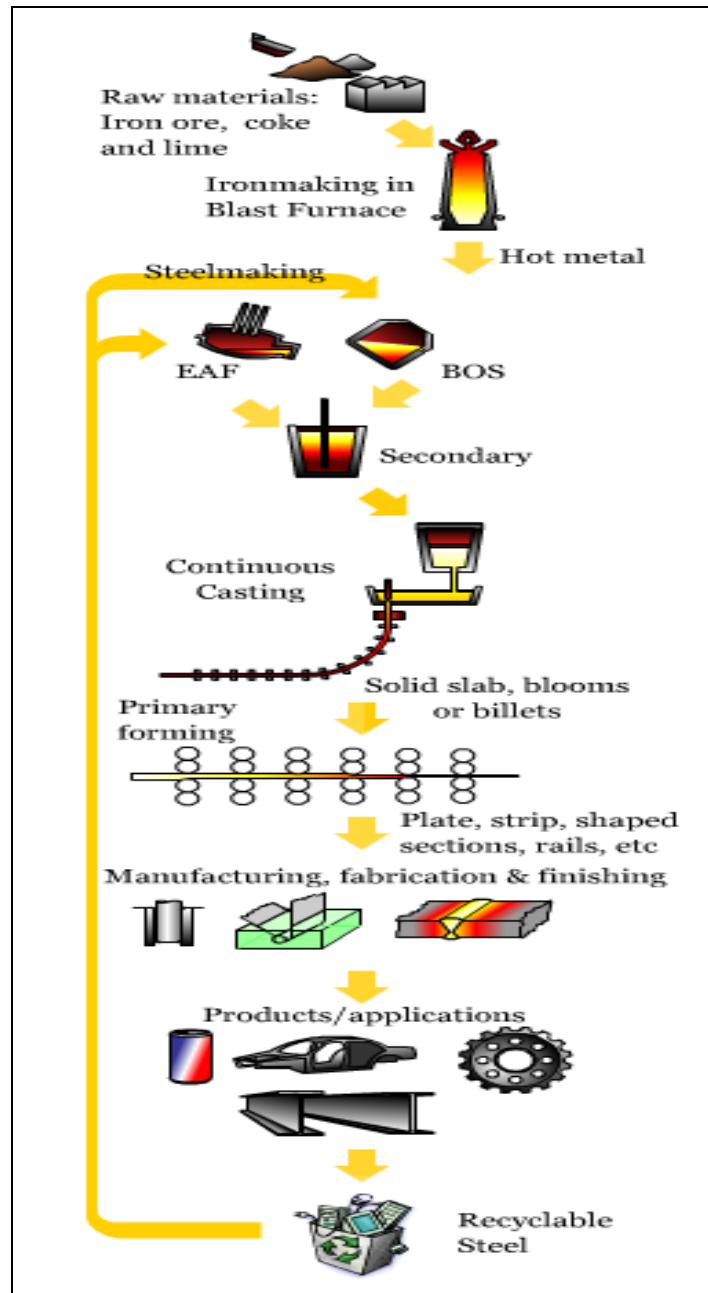 Raw materials:
Iron ore, coke
and lime
Ironmaking in
Blast Furnace
Hot metal
Steelmaking
EAF
BOS
Secondary
Continuous
Casting
Solid slab, blooms
or billets
Primary
forming
Plate, strip, shaped
sections, rails, etc
Manufacturing, fabrication & finishing
Products/applications
Recyclable
Steel